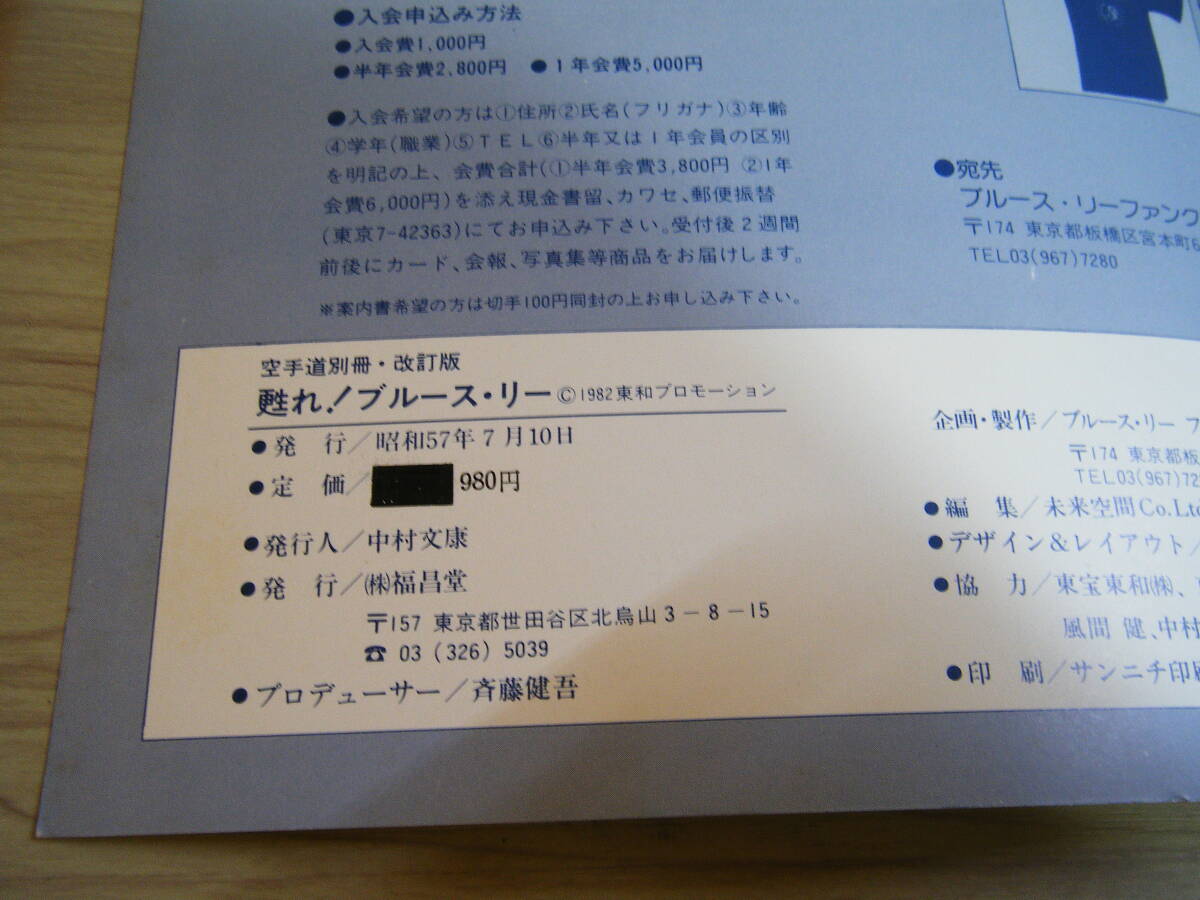 ●入会申込み方法
●入会費1,000円
●半年会費2,800円 ●1年会費5,000円
●入会希望の方は①住所②氏名(フリガナ)③年齢
④学年(職業)⑤TEL⑥半年又は1年会員の区別
を明記の上、会費合計(①半年会費3,800円 ②1年
会費6,000円)を添え現金書留、カワセ、郵便振替
(東京7-42363)にてお申込み下さい。受付後2週間
前後にカード、会報、写真集等商品をお届けします。
※案内書希望の方は切手100円同封の上お申し込み下さい。
●宛先
ブルース・リーファンク
〒174 東京都板橋区宮本町6
TEL03(967)7280
空手道別冊・改訂版
甦れ!ブルース・リー ©1982東和プロモーション
●発 行/昭和57年7月10日
●定 価/ 980円
●発行人/中村文康
●発 行/㈱福昌堂
〒157 東京都世田谷区北烏山3-8-15
☎ 03 (326) 5039
●プロデューサー/斉藤健吾
企画・製作/ブルース・リー フ
〒174 東京都板
TEL03(967)72
●編 集/未来空間Co.Ltd
●デザイン&レイアウト/
●協 力/東宝東和㈱、
風間 健、中村
●印 刷/サンニチ印刷